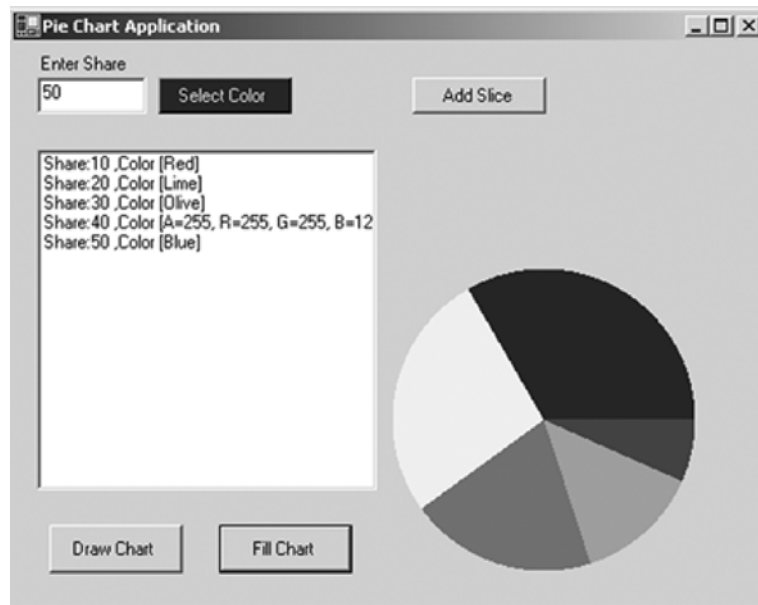 Pie Chart Application
Enter Share
50
Select Color
Add Slice
Share:10 ,Color [Red]
Share:20 ,Color [Lime]
Share:30 ,Color [Olive]
Share:40 ,Color [A=255, R=255, G=255, B=12
Share:50 ,Color [Blue]
Draw Chart
Fill Chart